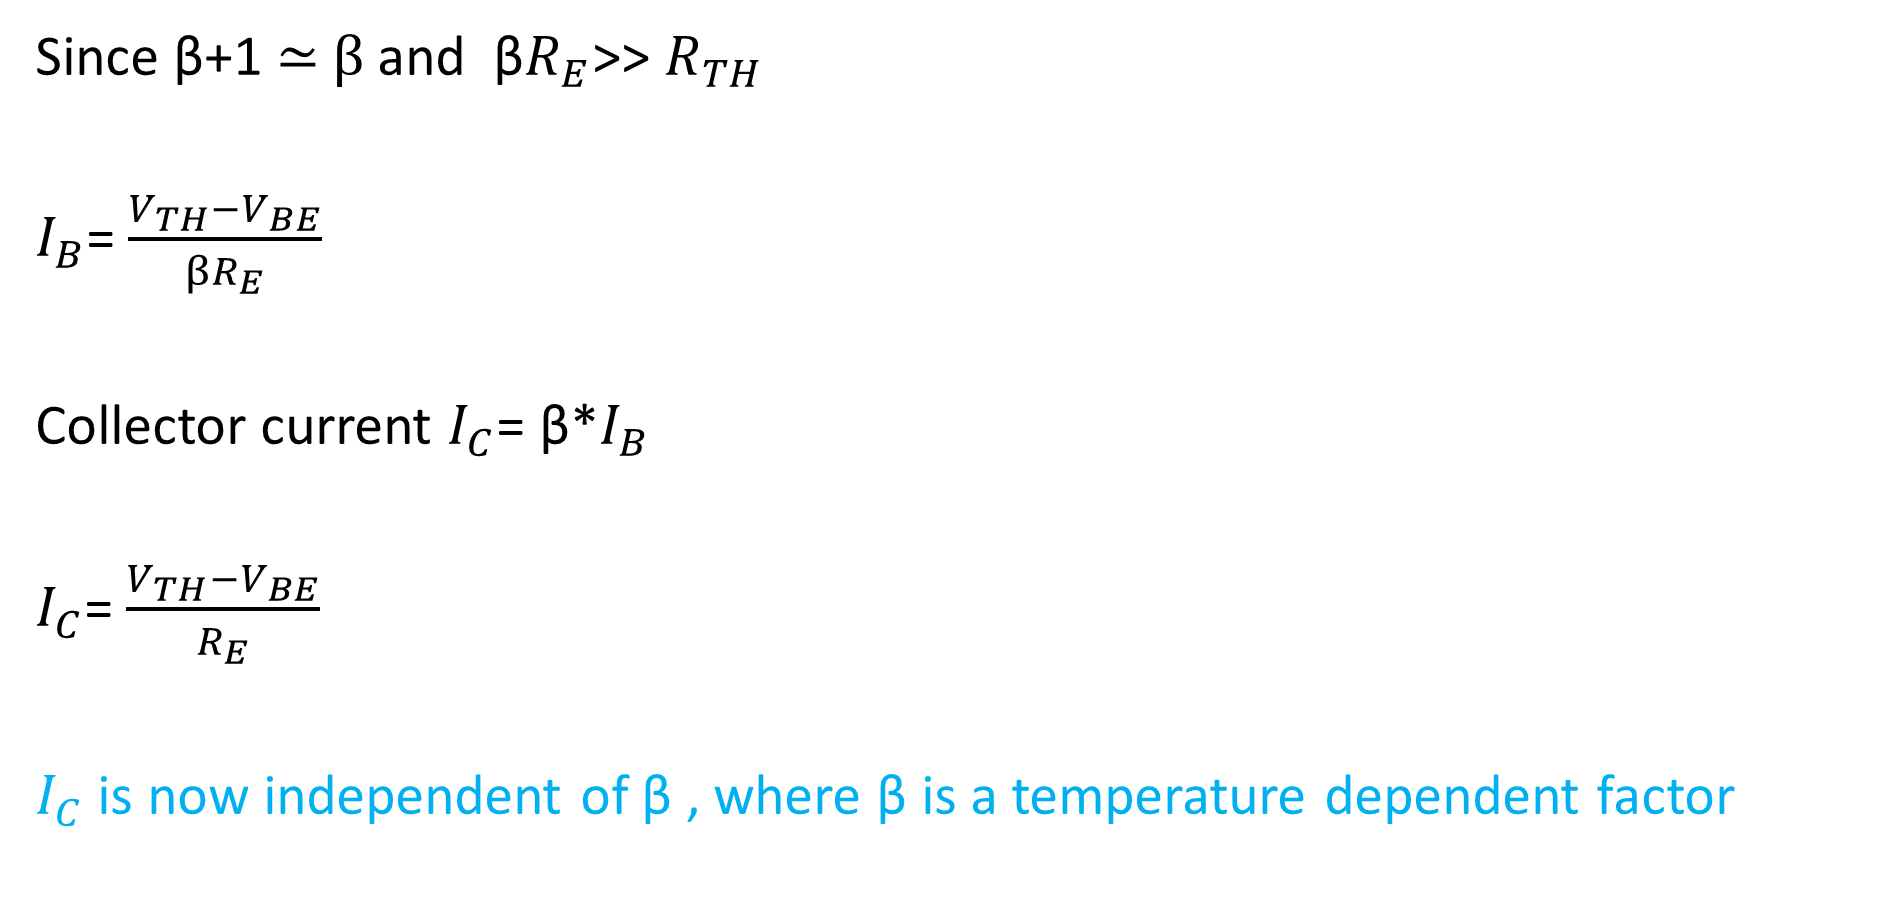 Since β+1 ≃ β and βR_E>> R_TH
I_B= (V_TH−V_BE)/(βR_E)
Collector current I_C= β*I_B
I_C= (V_TH−V_BE)/(R_E)
I_C is now independent of β , where β is a temperature dependent factor